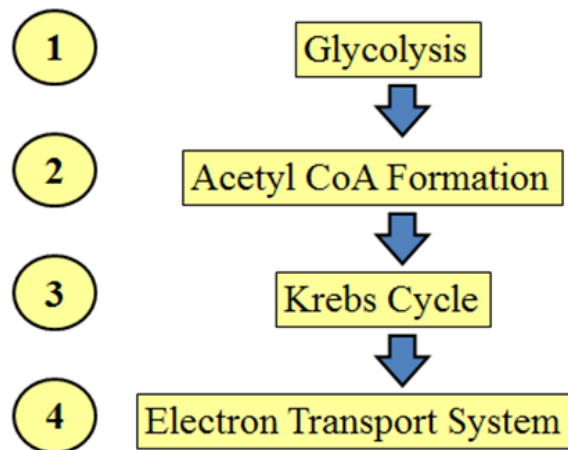 1 Glycolysis
2 Acetyl CoA Formation
3 Krebs Cycle
4 Electron Transport System